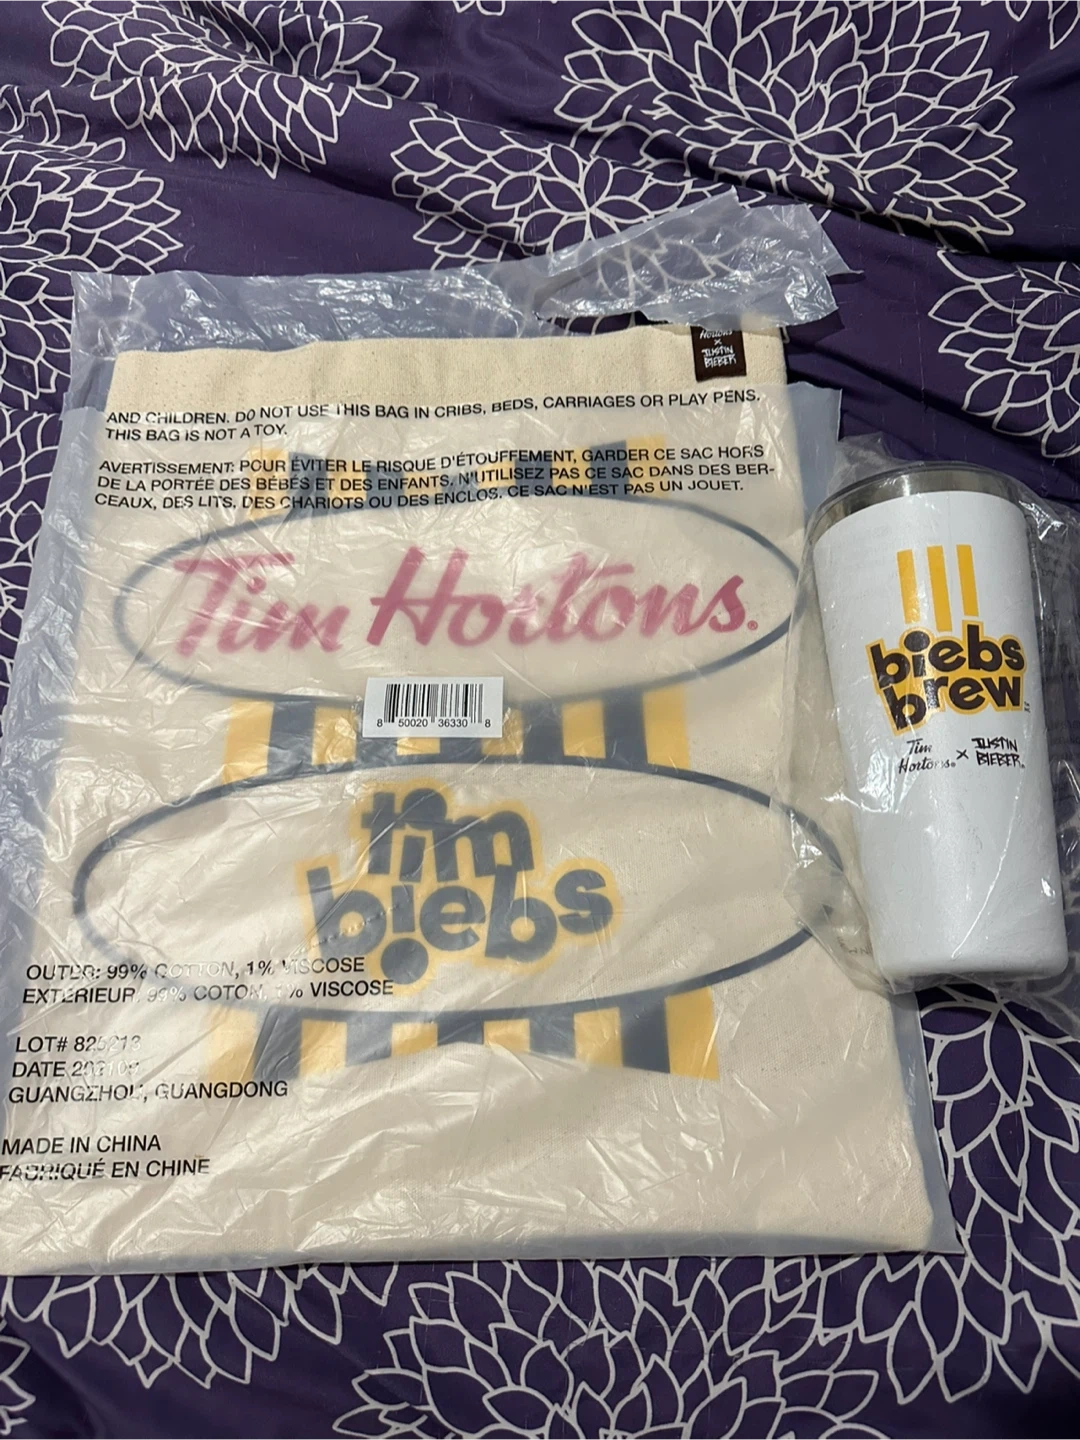 Hortons
x
JUSTIN
BIEBER
AND CHILDREN. DO NOT USE THIS BAG IN CRIBS, BEDS, CARRIAGES OR PLAY PENS.
THIS BAG IS NOT A TOY.
AVERTISSEMENT: POUR ÉVITER LE RISQUE D'ÉTOUFFEMENT, GARDER CE SAC HORS
DE LA PORTÉE DES BÉBÉS ET DES ENFANTS. N'UTILISEZ PAS CE SAC DANS DES BER-
CEAUX, DES LITS, DES CHARIOTS OU DES ENCLOS. CE SAC N'EST PAS UN JOUET.
Tim Hortons®
8 50020 36330 8
tim
biebs
OUTER: 99% COTTON, 1% VISCOSE
EXTÉRIEUR 99% COTON, 1% VISCOSE
LOT#
DATE
GUANGZHOU, GUANGDONG
MADE IN CHINA
FABRIQUÉ EN CHINE
biebs
brew
Tim
Hortons®
x
JUSTIN
BIEBER